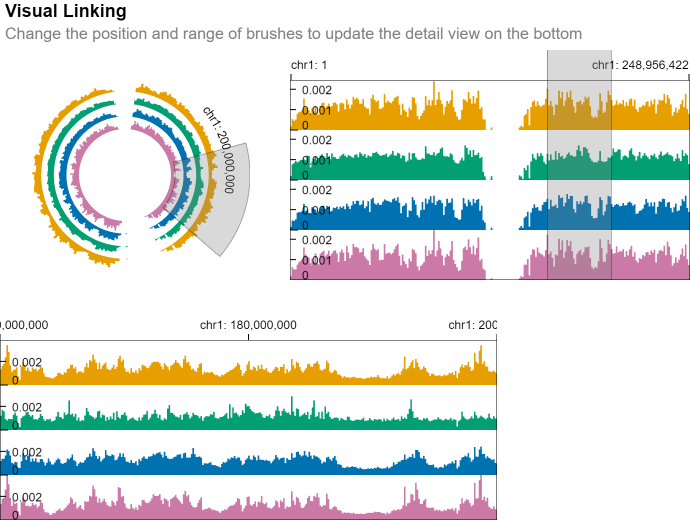 Visual Linking
Change the position and range of brushes to update the detail view on the bottom
chr1: 200,000,000
chr1: 1
chr1: 248,956,422
0.002
0.001
0
0.002
0.001
0
0.002
0.001
0
0.002
0.001
0
0,000,000
chr1: 180,000,000
chr1: 200
0.002
0
0.002
0
0.002
0
0.002